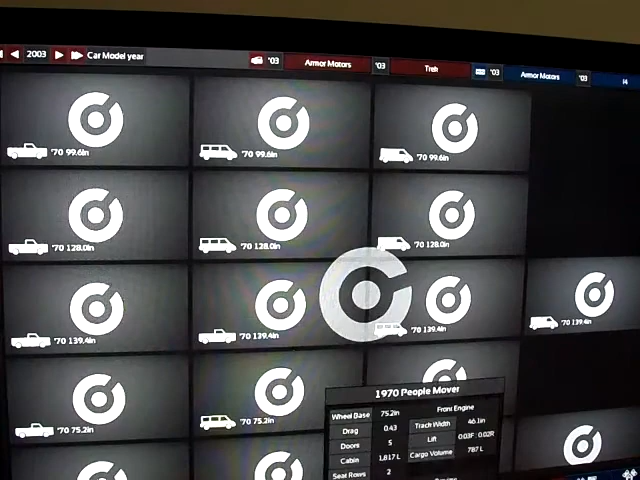 2003 Car Model year '03 Armor Motors '03 Trek '03 Armor Motors '03 14
'70 99.6in '70 99.6in '70 99.6in
'70 128.0in '70 128.0in '70 128.0in
'70 139.4in '70 139.4in '70 139.4in '70 139.4in
'70 75.2in '70 75.2in
1970 People Mover
Wheel Base 75.2in Front Engine
Drag 0.43 Track Width 46.1in
Doors 5 Lift 0.03F : 0.02R
Cabin 1,817 L Cargo Volume 787 L
Seat Rows 2